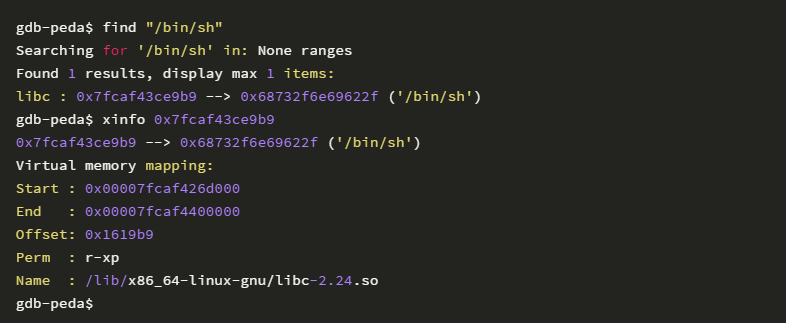 gdb-peda$ find "/bin/sh"
Searching for '/bin/sh' in: None ranges
Found 1 results, display max 1 items:
libc : 0x7fcaf43ce9b9 --> 0x68732f6e69622f ('/bin/sh')
gdb-peda$ xinfo 0x7fcaf43ce9b9
0x7fcaf43ce9b9 --> 0x68732f6e69622f ('/bin/sh')
Virtual memory mapping:
Start : 0x00007fcaf426d000
End   : 0x00007fcaf4400000
Offset: 0x1619b9
Perm  : r-xp
Name  : /lib/x86_64-linux-gnu/libc-2.24.so
gdb-peda$